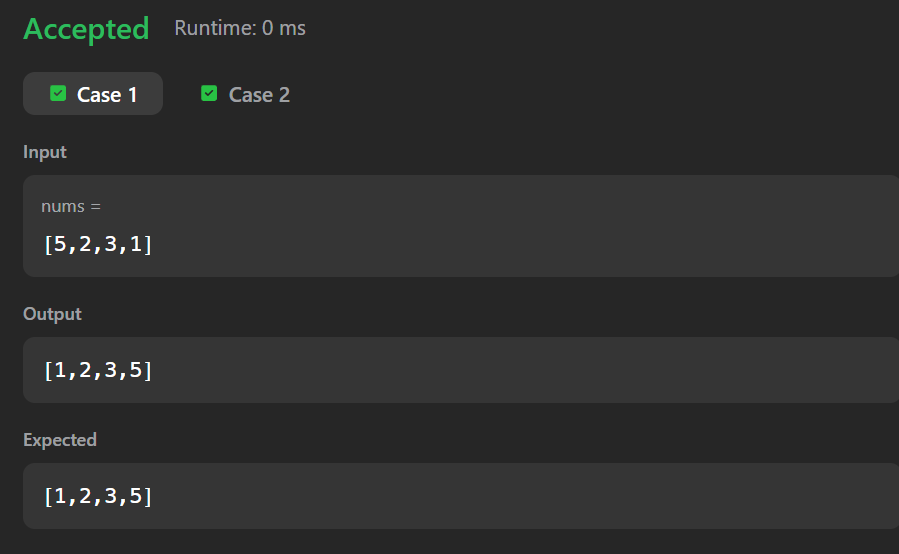 Accepted Runtime: 0 ms
Case 1 Case 2
Input
nums =
[5,2,3,1]
Output
[1,2,3,5]
Expected
[1,2,3,5]